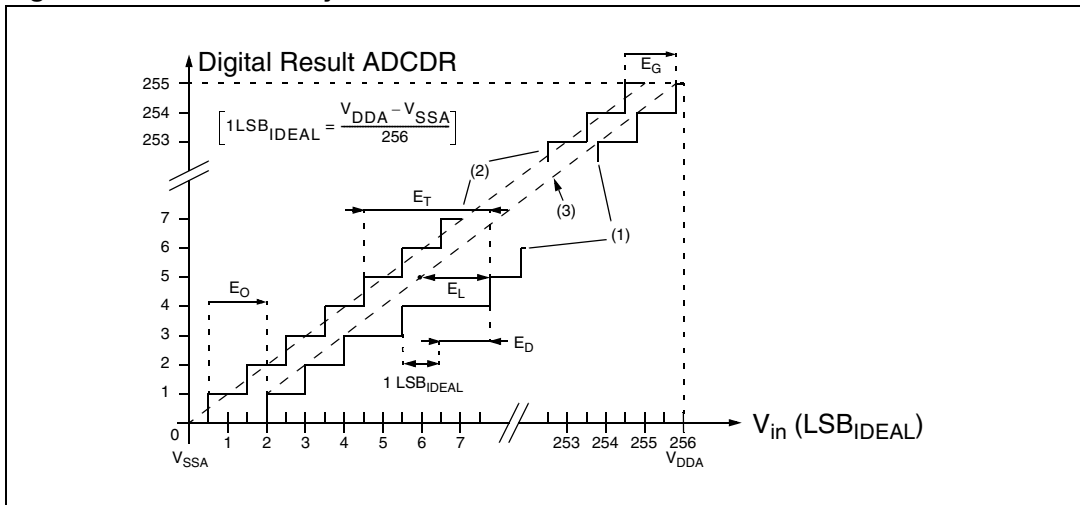 Digital Result ADCDR
E_G
255
254
253
[1LSB_IDEAL = (V_DDA – V_SSA) / 256]
(2)
E_T
(3)
(1)
7
6
5
4
3
2
1
0
E_O
E_L
E_D
1 LSB_IDEAL
1 2 3 4 5 6 7 253 254 255 256
V_in (LSB_IDEAL)
V_SSA
V_DDA